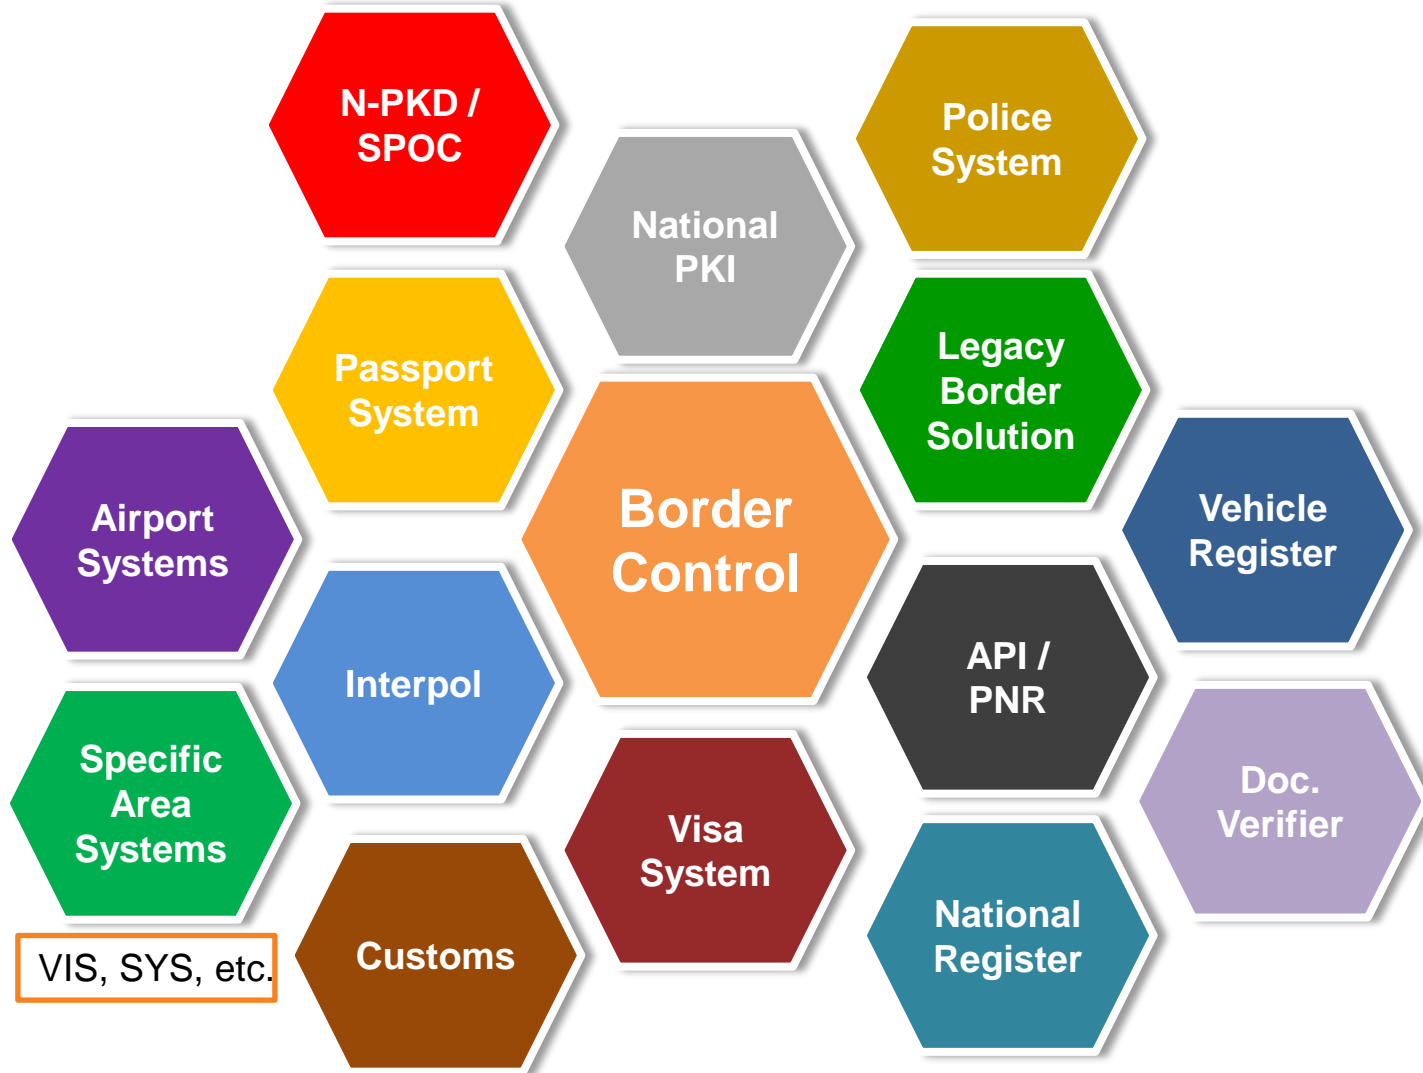 N-PKD /
SPOC
Police
System
National
PKI
Passport
System
Legacy
Border
Solution
Airport
Systems
Border
Control
Vehicle
Register
Interpol
API /
PNR
Specific
Area
Systems
Visa
System
Doc.
Verifier
VIS, SYS, etc.
Customs
National
Register